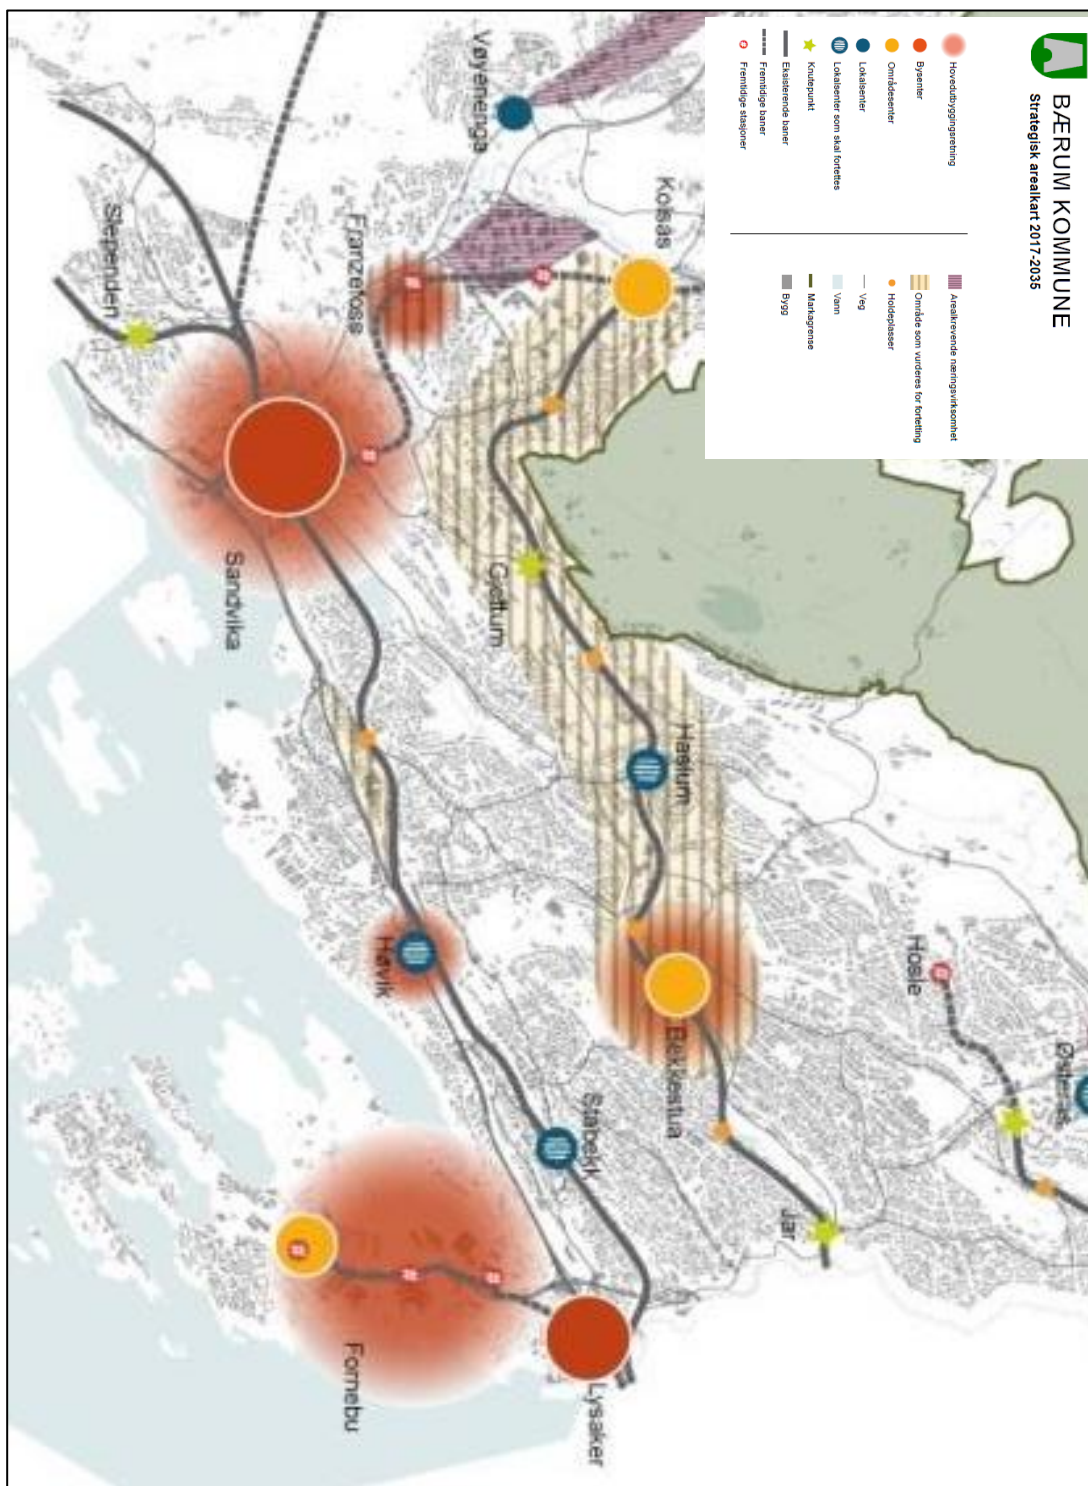 BÆRUM KOMMUNE
Strategisk arealkart 2017-2035
Hovedutbyggingsretning
Bysenter
Områdesenter
Lokalsenter
Lokalsenter som skal fortettes
Knutepunkt
Eksisterende baner
Fremtidige baner
Fremtidige stasjoner
Arealkrevende næringsvirksomhet
Område som vurderes for fortetting
Holdeplasser
Veg
Vann
Markagrense
Bygg
Vøyenenga
Kolsås
Franzefoss
Slependen
Sandvika
Gjettum
Haslum
Høvik
Bekkestua
Hosle
Østerås
Stabekk
Jar
Fornebu
Lysaker